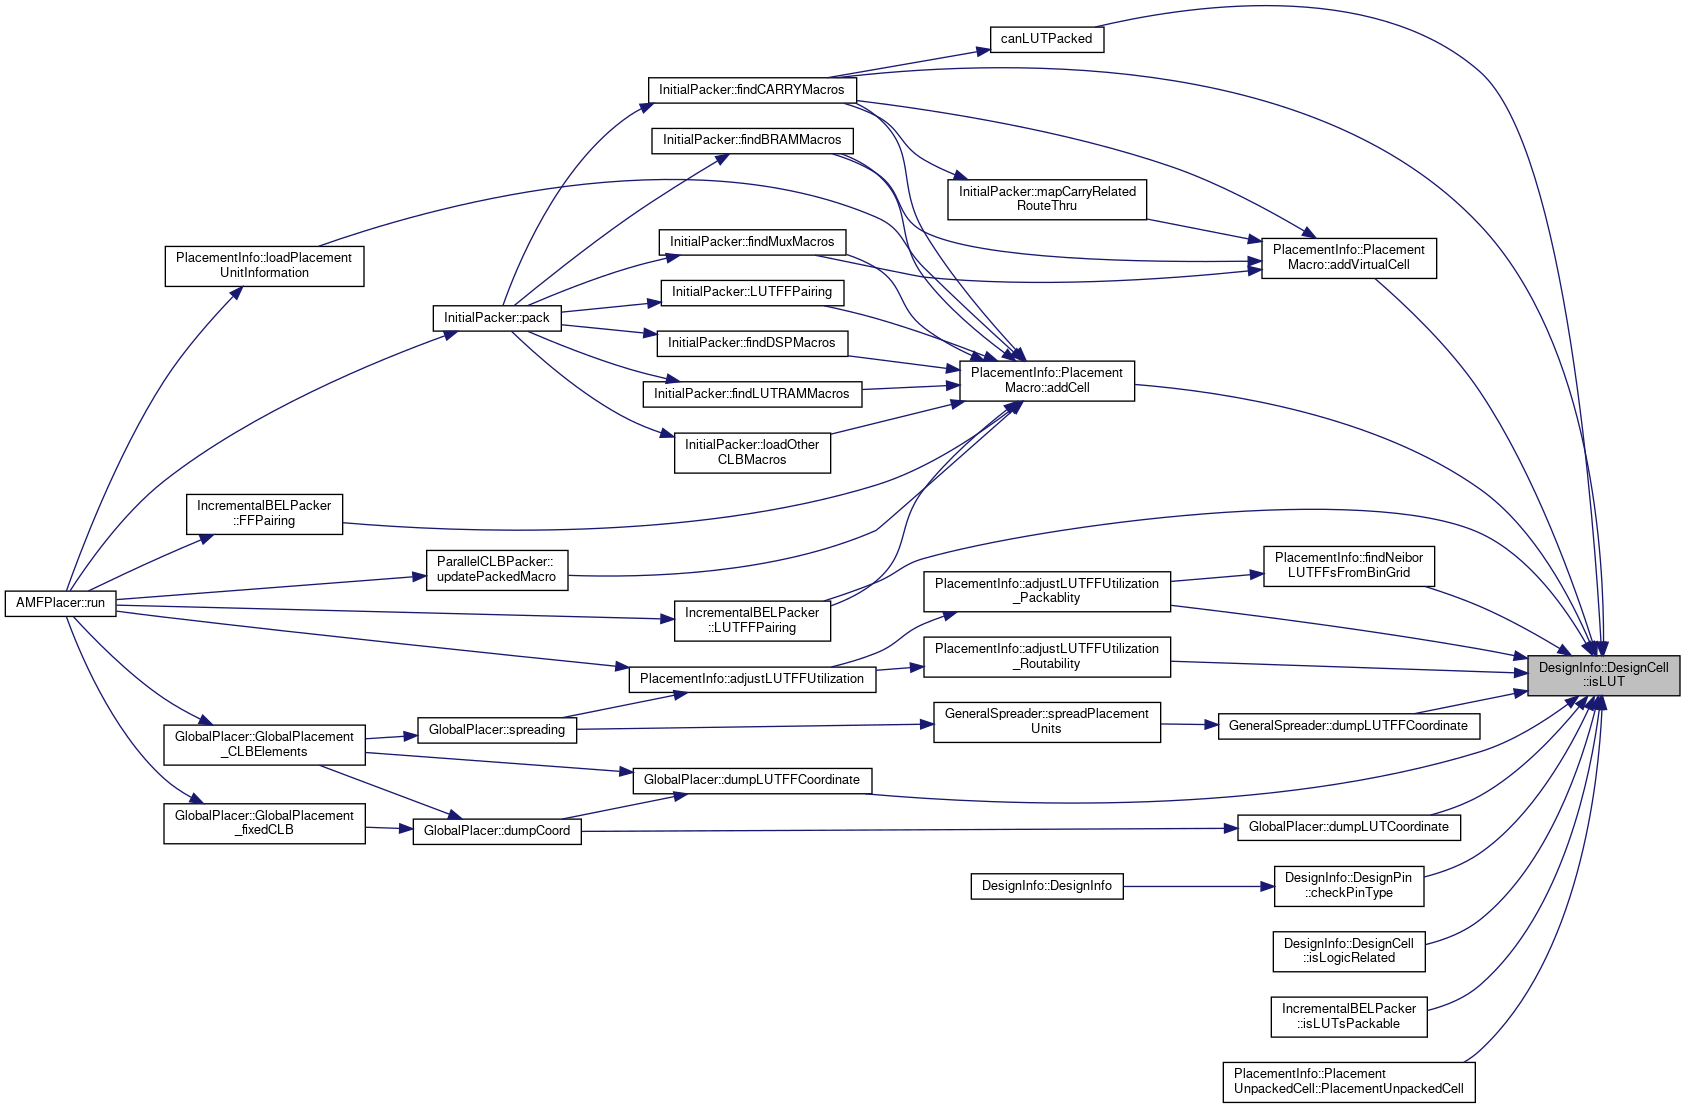 canLUTPacked
InitialPacker::findCARRYMacros
InitialPacker::findBRAMMacros
InitialPacker::mapCarryRelated
RouteThru
InitialPacker::findMuxMacros
PlacementInfo::Placement
Macro::addVirtualCell
PlacementInfo::loadPlacement
UnitInformation
InitialPacker::LUTFFPairing
InitialPacker::pack
InitialPacker::findDSPMacros
PlacementInfo::Placement
Macro::addCell
InitialPacker::findLUTRAMMacros
InitialPacker::loadOther
CLBMacros
IncrementalBELPacker
::FFPairing
ParallelCLBPacker::
updatePackedMacro
PlacementInfo::findNeibor
LUTFFsFromBinGrid
PlacementInfo::adjustLUTFFUtilization
_Packablity
AMFPlacer::run
IncrementalBELPacker
::LUTFFPairing
PlacementInfo::adjustLUTFFUtilization
_Routability
DesignInfo::DesignCell
::isLUT
PlacementInfo::adjustLUTFFUtilization
GeneralSpreader::spreadPlacement
Units
GeneralSpreader::dumpLUTFFCoordinate
GlobalPlacer::spreading
GlobalPlacer::GlobalPlacement
_CLBElements
GlobalPlacer::dumpLUTFFCoordinate
GlobalPlacer::GlobalPlacement
_fixedCLB
GlobalPlacer::dumpCoord
GlobalPlacer::dumpLUTCoordinate
DesignInfo::DesignInfo
DesignInfo::DesignPin
::checkPinType
DesignInfo::DesignCell
::isLogicRelated
IncrementalBELPacker
::isLUTsPackable
PlacementInfo::Placement
UnpackedCell::PlacementUnpackedCell